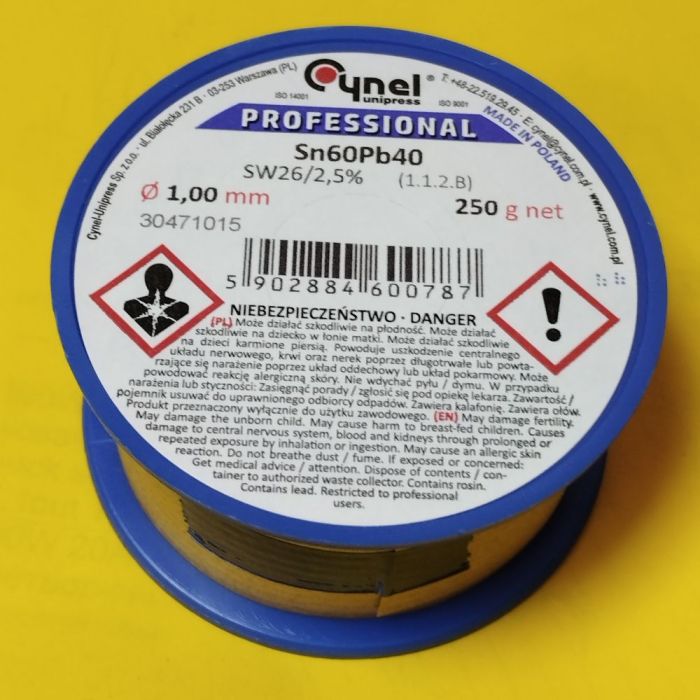 Cynel®
unipress
ISO 14001
ISO 9001
Cynel-Unipress Sp. z o.o. · ul. Białołęcka 231 B · 03-253 Warszawa (PL)
T: +48-22.519.29.45 · E: cynel@cynel.com.pl · www.cynel.com.pl
PROFESSIONAL
MADE IN POLAND
Sn60Pb40
SW26/2,5% (1.1.2.B)
Ø 1,00 mm
250 g net
30471015
5 902884 600787
NIEBEZPIECZEŃSTWO · DANGER
(PL) Może działać szkodliwie na płodność. Może działać
szkodliwie na dziecko w łonie matki. Może działać szkodliwie
na dzieci karmione piersią. Powoduje uszkodzenie centralnego
układu nerwowego, krwi oraz nerek poprzez długotrwałe lub powta-
rzające się narażenie poprzez układ oddechowy lub układ pokarmowy. Może
powodować reakcję alergiczną skóry. Nie wdychać pyłu / dymu. W przypadku
narażenia lub styczności: Zasięgnąć porady / zgłosić się pod opiekę lekarza. Zawartość /
pojemnik usuwać do uprawnionego odbiorcy odpadów. Zawiera kalafonię. Zawiera ołów.
Produkt przeznaczony wyłącznie do użytku zawodowego. (EN) May damage fertility.
May damage the unborn child. May cause harm to breast-fed children. Causes
damage to central nervous system, blood and kidneys through prolonged or
repeated exposure by inhalation or ingestion. May cause an allergic skin
reaction. Do not breathe dust / fume. If exposed or concerned:
Get medical advice / attention. Dispose of contents / con-
tainer to authorized waste collector. Contains rosin.
Contains lead. Restricted to professional
users.